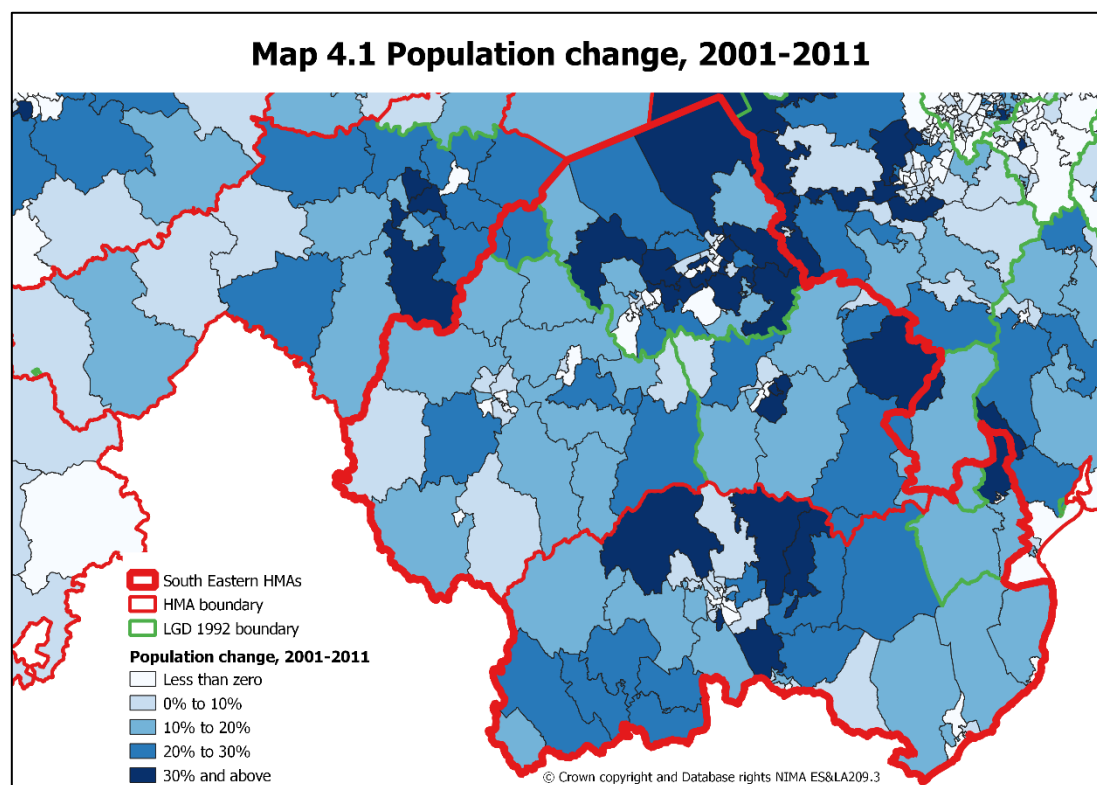 Map 4.1 Population change, 2001-2011
South Eastern HMAs
HMA boundary
LGD 1992 boundary
Population change, 2001-2011
Less than zero
0% to 10%
10% to 20%
20% to 30%
30% and above
© Crown copyright and Database rights NIMA ES&LA209.3